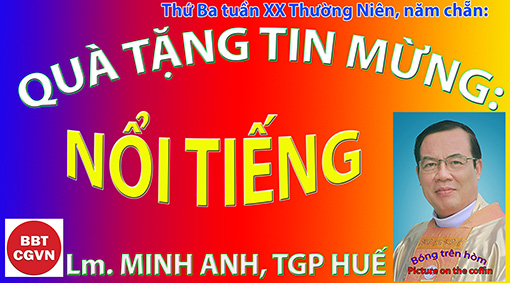 Thứ Ba tuần XX Thường Niên, năm chẵn:
QUÀ TẶNG TIN MỪNG:
NỔI TIẾNG
BBT
CGVN
Lm. MINH ANH, TGP HUẾ
Bóng trên hòm
Picture on the coffin